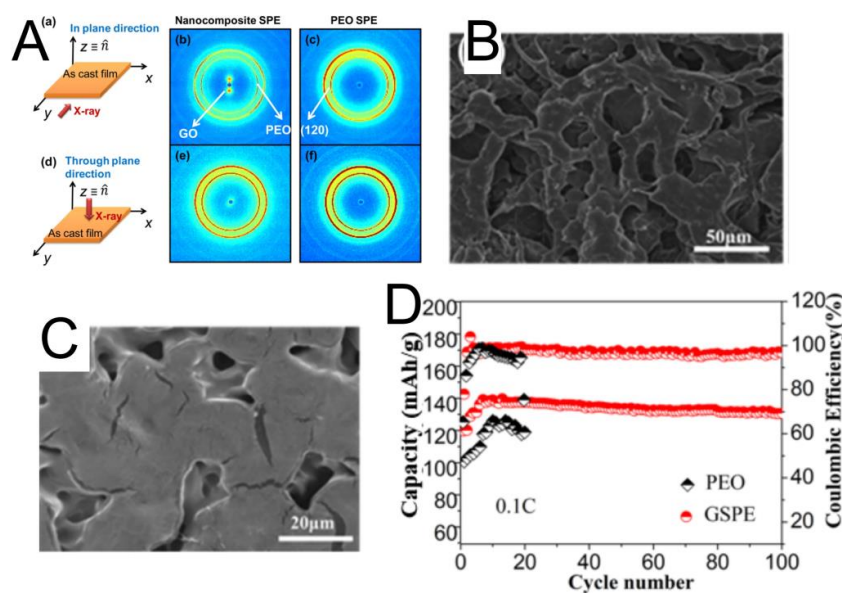 A
(a)
In plane direction
z ≡ n̂
As cast film
x
y
X-ray
Nanocomposite SPE
PEO SPE
(b)
(c)
GO
PEO (120)
(d)
Through plane
direction
z ≡ n̂
X-ray
As cast film
x
y
(e)
(f)
B
50μm
C
20μm
D
Capacity (mAh/g)
200
180
160
140
120
100
80
60
120
100
80
60
40
20
Coulombic Efficiency(%)
PEO
GSPE
0.1C
0 20 40 60 80 100
Cycle number